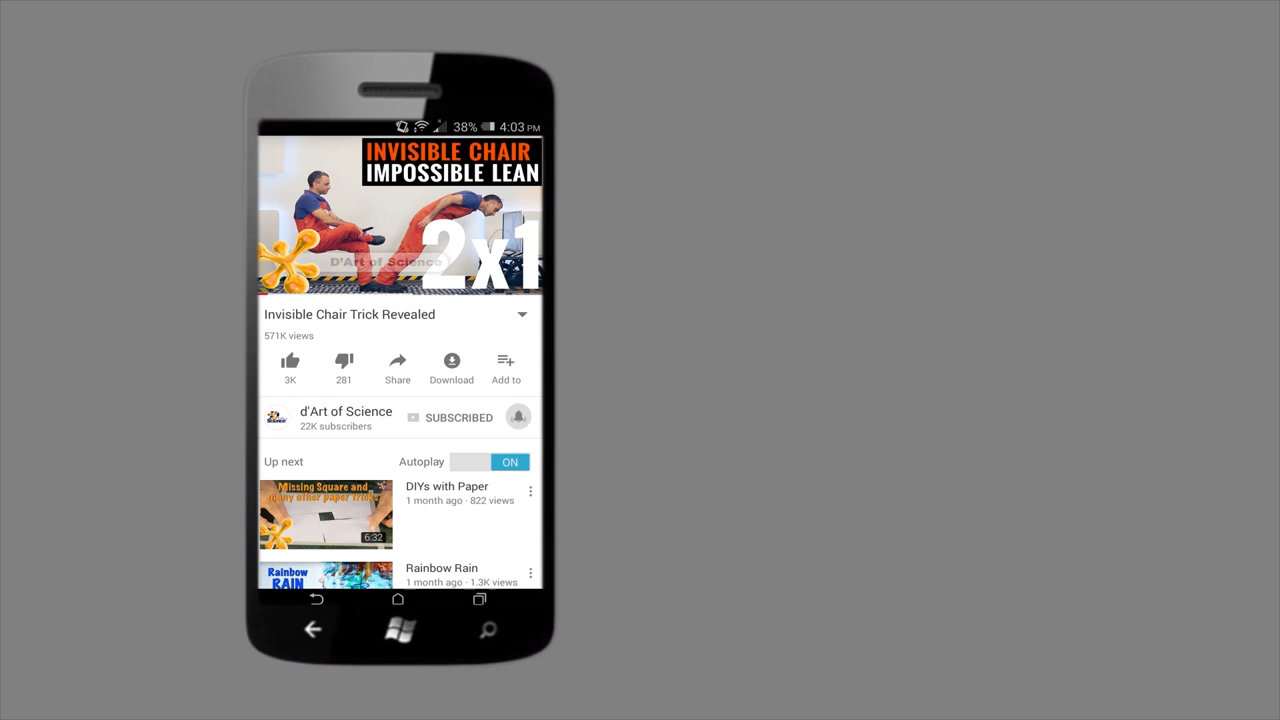 38% 4:03 PM
INVISIBLE CHAIR
IMPOSSIBLE LEAN
2x1
D'Art of Science
Invisible Chair Trick Revealed
571K views
3K 281 Share Download Add to
d'Art of Science
22K subscribers
SUBSCRIBED
Up next Autoplay ON
Missing Square and
many other paper tricks
6:32
DIYs with Paper
1 month ago · 822 views
Rainbow
RAIN
Rainbow Rain
1 month ago · 1.3K views